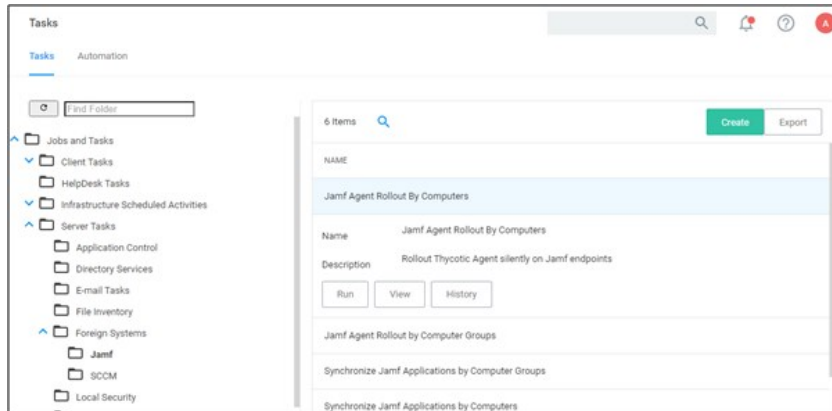 Tasks
A
Tasks
Automation
Find Folder
Jobs and Tasks
Client Tasks
HelpDesk Tasks
Infrastructure Scheduled Activities
Server Tasks
Application Control
Directory Services
E-mail Tasks
File Inventory
Foreign Systems
Jamf
SCCM
Local Security
6 Items
Create
Export
NAME
Jamf Agent Rollout By Computers
Name Jamf Agent Rollout By Computers
Description Rollout Thycotic Agent silently on Jamf endpoints
Run View History
Jamf Agent Rollout by Computer Groups
Synchronize Jamf Applications by Computer Groups
Synchronize Jamf Applications by Computers